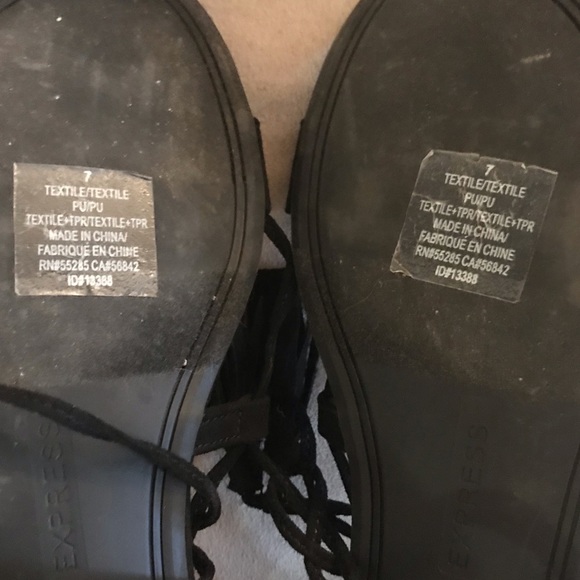 7
TEXTILE/TEXTILE
PU/PU
TEXTILE+TPR/TEXTILE+TPR
MADE IN CHINA/
FABRIQUE EN CHINE
RN#55285 CA#56842
ID#13388
7
TEXTILE/TEXTILE
PU/PU
TEXTILE+TPR/TEXTILE+TPR
MADE IN CHINA/
FABRIQUE EN CHINE
RN#55285 CA#56842
ID#13388
EXPRESS
EXPRESS